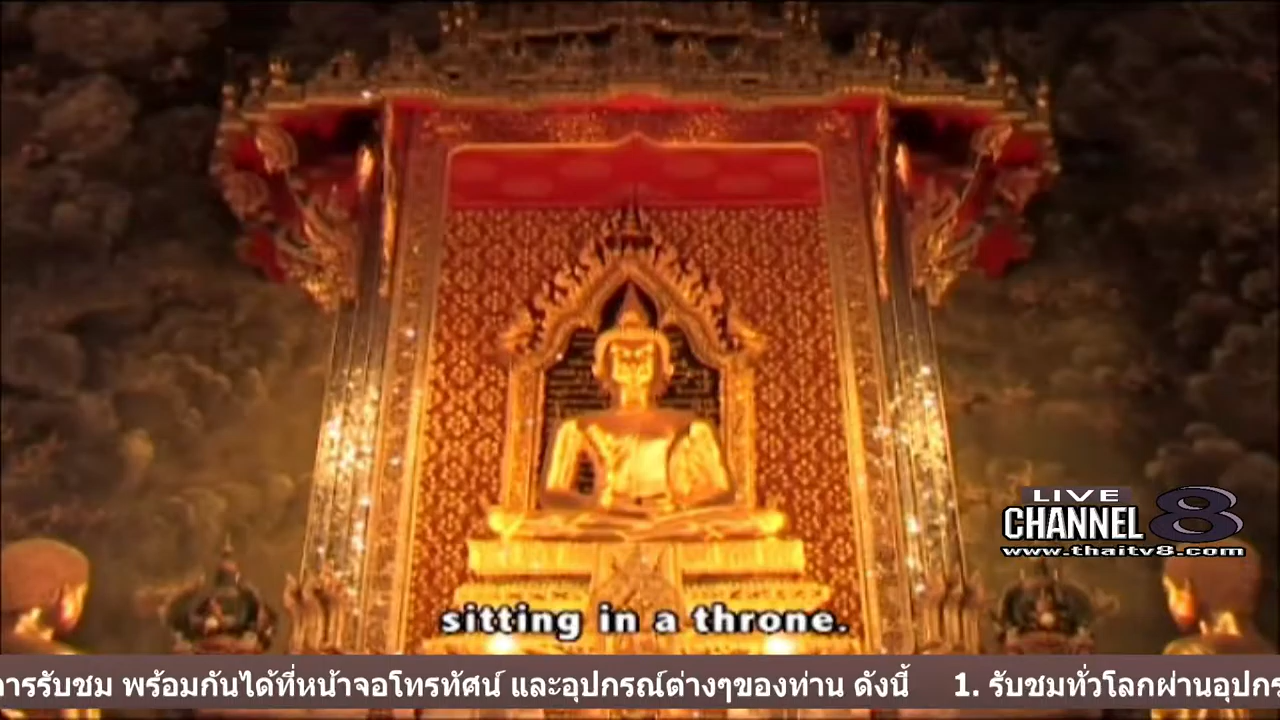 LIVE
CHANNEL 8
www.thaitv8.com
sitting in a throne.
การรับชม พร้อมกันได้ที่หน้าจอโทรทัศน์ และอุปกรณ์ต่างๆของท่าน ดังนี้ 1. รับชมทั่วโลกผ่านอุปกร